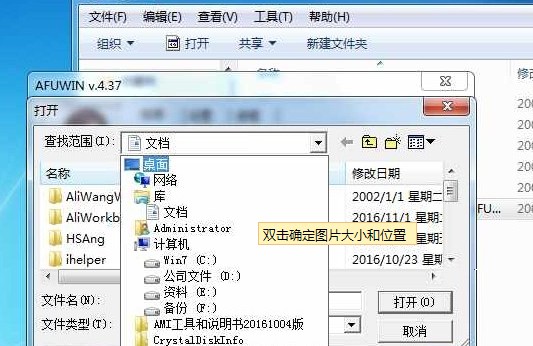 文件(F) 编辑(E) 查看(V) 工具(T) 帮助(H)
组织 打开 共享 新建文件夹
名称 修
AFUWIN v.4.37
打开
查找范围(I): 文档
名称 修改日期
桌面
网络
库
文档
Administrator
计算机
Win7 (C:)
公司文件 (D:)
资料 (E:)
备份 (F:)
AMI工具和说明书20161004版
CrystalDiskInfo
AliWangW 2002/1/1 星期二
AliWorkb 2016/11/1
HSAng
ihelper 2016/10/23 星期
双击确定图片大小和位置
文件名(N): 打开(O)
文件类型(T): 取消
200
200
200
FU... 200